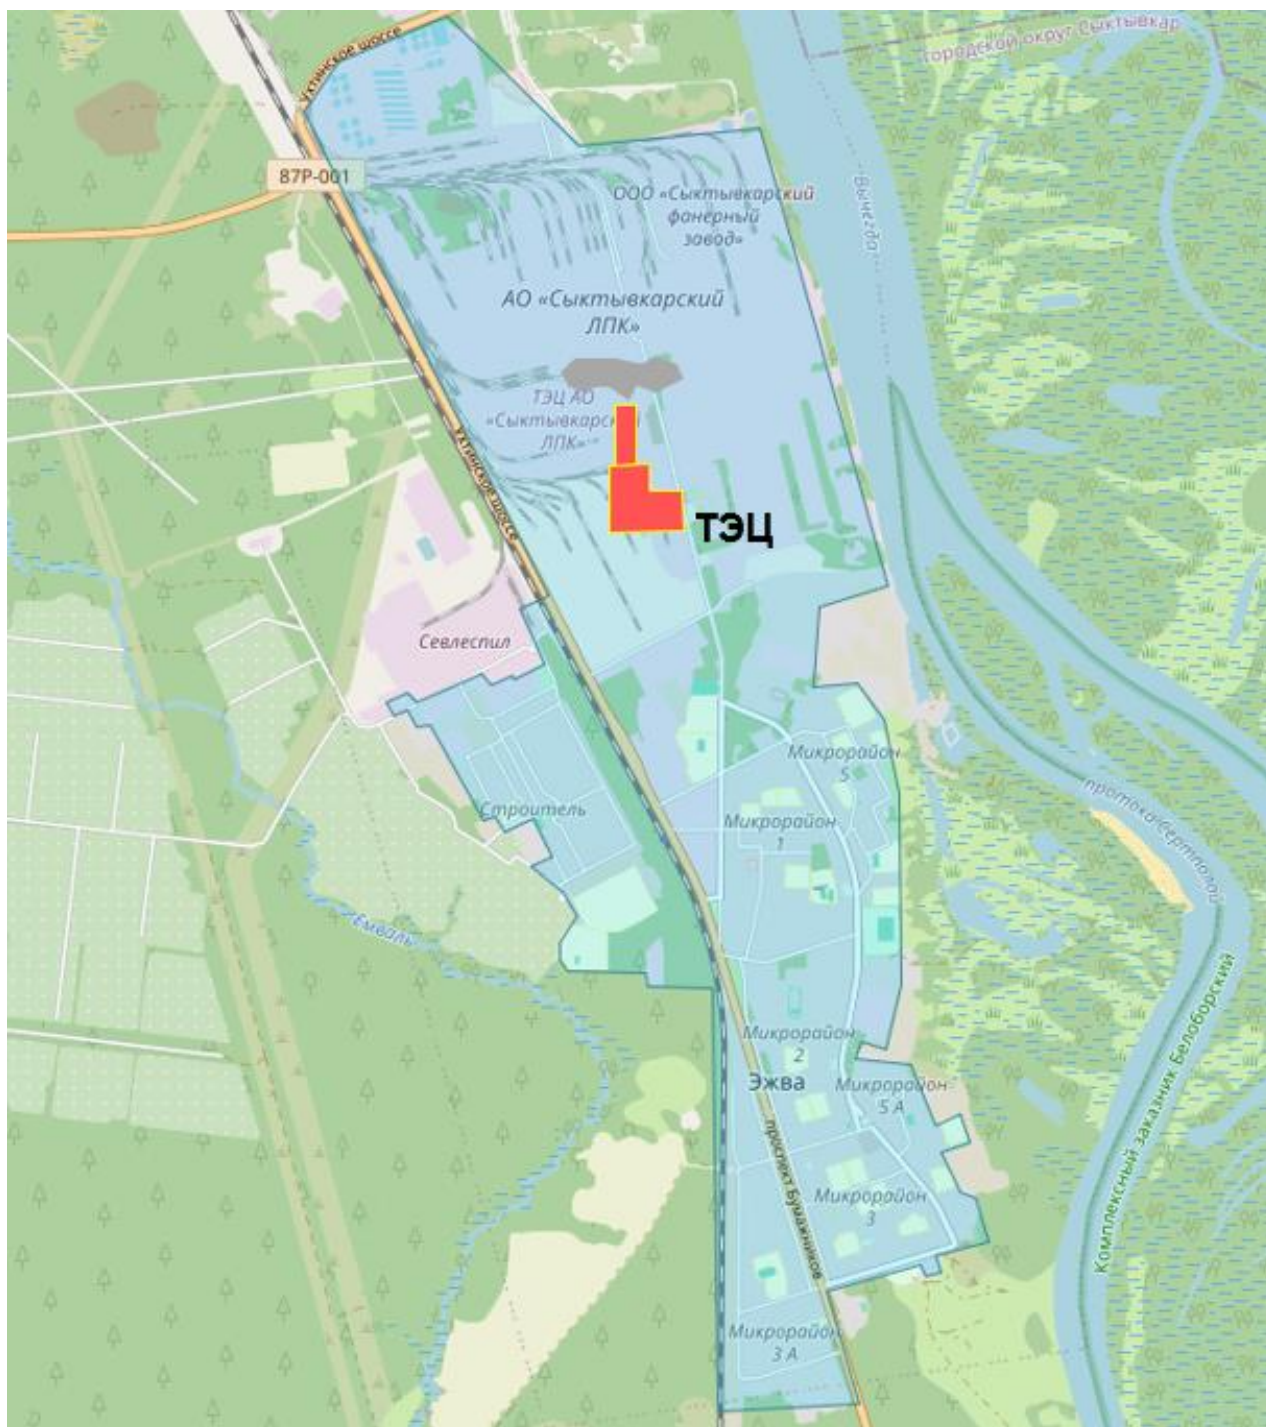 Ухтинское шоссе
городской округ Сыктывкар
87Р-001
ООО «Сыктывкарский
фанерный
завод»
Вычегда
АО «Сыктывкарский
ЛПК»
ТЭЦ АО
ЛПК»
Ухтинское шоссе
ТЭЦ
Севлеспил
Микрорайон
5
протока Сертполой
Строитель
Микрорайон
1
Емваль
Комплексный заказник Белоборский
Микрорайон
2
Эжва
Микрорайон
5 А
проспект Бумажников
Микрорайон
3
Микрорайон
3 А